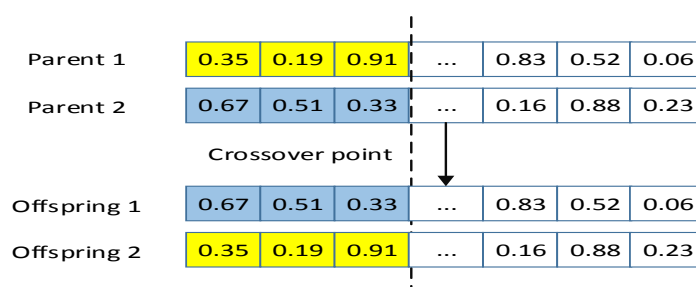 Parent 1 0.35 0.19 0.91 ... 0.83 0.52 0.06
Parent 2 0.67 0.51 0.33 ... 0.16 0.88 0.23
Crossover point
Offspring 1 0.67 0.51 0.33 ... 0.83 0.52 0.06
Offspring 2 0.35 0.19 0.91 ... 0.16 0.88 0.23